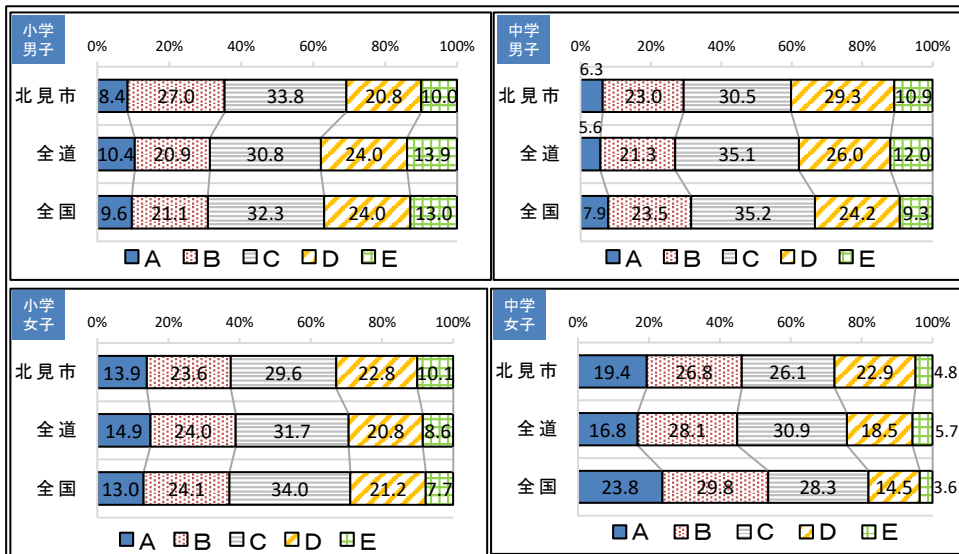 小学
男子
0% 20% 40% 60% 80% 100%
北見市 8.4 27.0 33.8 20.8 10.0
全道 10.4 20.9 30.8 24.0 13.9
全国 9.6 21.1 32.3 24.0 13.0
A B C D E
中学
男子
0% 20% 40% 60% 80% 100%
北見市 6.3 23.0 30.5 29.3 10.9
全道 5.6 21.3 35.1 26.0 12.0
全国 7.9 23.5 35.2 24.2 9.3
A B C D E
小学
女子
0% 20% 40% 60% 80% 100%
北見市 13.9 23.6 29.6 22.8 10.1
全道 14.9 24.0 31.7 20.8 8.6
全国 13.0 24.1 34.0 21.2 7.7
A B C D E
中学
女子
0% 20% 40% 60% 80% 100%
北見市 19.4 26.8 26.1 22.9 4.8
全道 16.8 28.1 30.9 18.5 5.7
全国 23.8 29.8 28.3 14.5 3.6
A B C D E